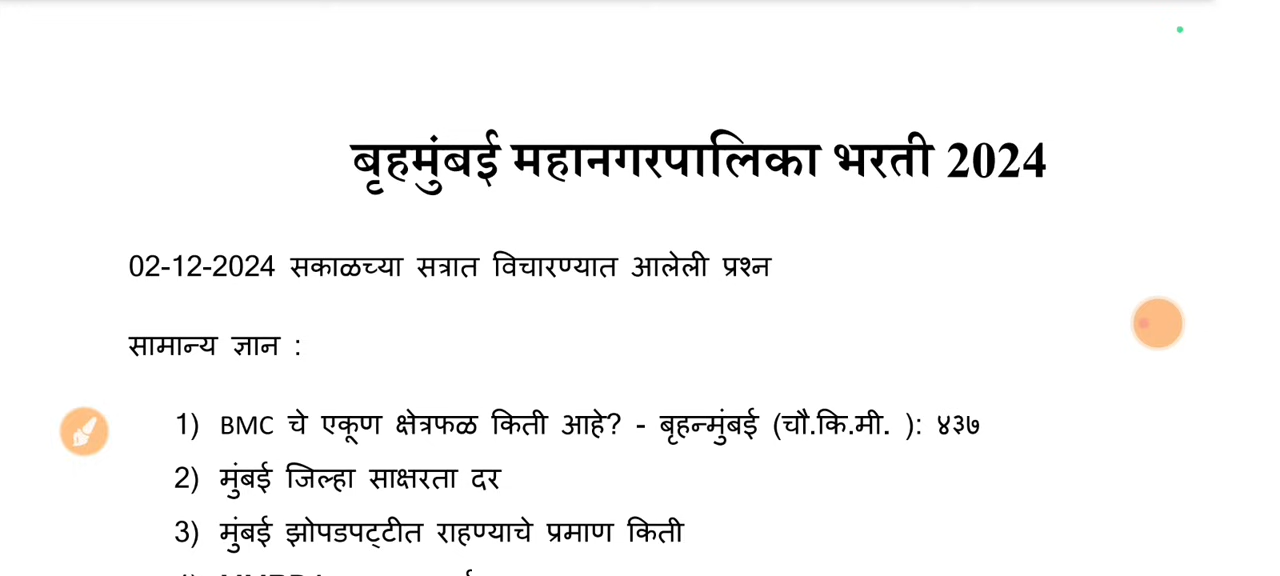 बृहमुंबई महानगरपालिका भरती 2024
02-12-2024 सकाळच्या सत्रात विचारण्यात आलेली प्रश्न
सामान्य ज्ञान :
1) BMC चे एकूण क्षेत्रफळ किती आहे? - बृहन्मुंबई (चौ.कि.मी. ): ४३७
2) मुंबई जिल्हा साक्षरता दर
3) मुंबई झोपडपट्टीत राहण्याचे प्रमाण किती